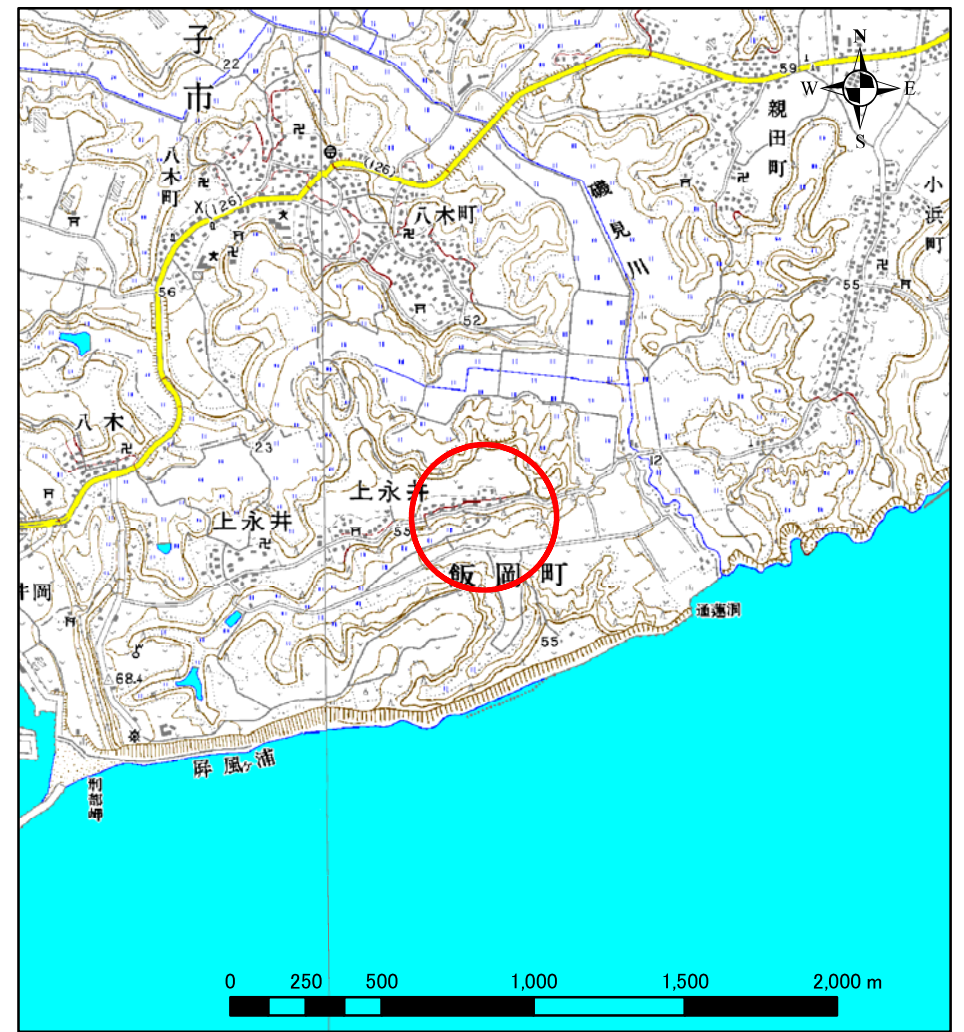 子市
22
N
W
E
S
59
親田町
八木町
(126)
磯見川
小浜町
(126)
八木町
56
52
55
八木
23
12
上永井
上永井
55
飯岡町
井岡
通蓮洞
55
68.4
屏風ヶ浦
刑部岬
0 250 500 1,000 1,500 2,000 m